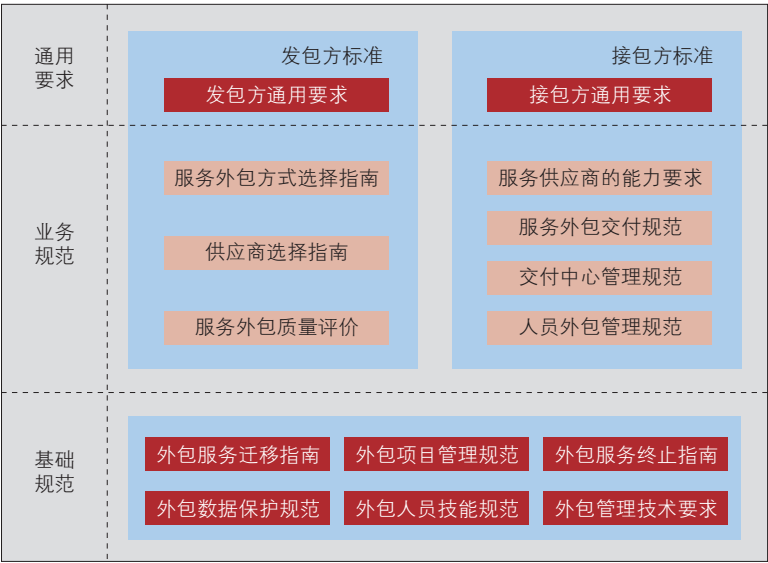 通用
要求
发包方标准
接包方标准
发包方通用要求
接包方通用要求
业务
规范
服务外包方式选择指南
供应商选择指南
服务外包质量评价
服务供应商的能力要求
服务外包交付规范
交付中心管理规范
人员外包管理规范
基础
规范
外包服务迁移指南
外包项目管理规范
外包服务终止指南
外包数据保护规范
外包人员技能规范
外包管理技术要求